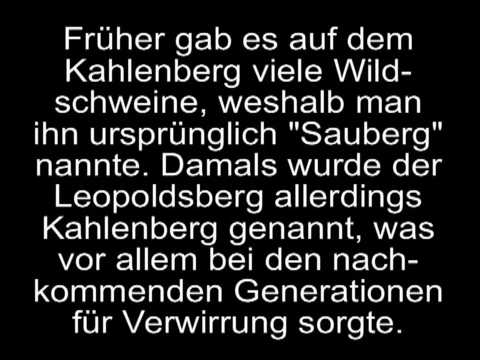 Früher gab es auf dem
Kahlenberg viele Wild-
schweine, weshalb man
ihn ursprünglich "Sauberg"
nannte. Damals wurde der
Leopoldsberg allerdings
Kahlenberg genannt, was
vor allem bei den nach-
kommenden Generationen
für Verwirrung sorgte.